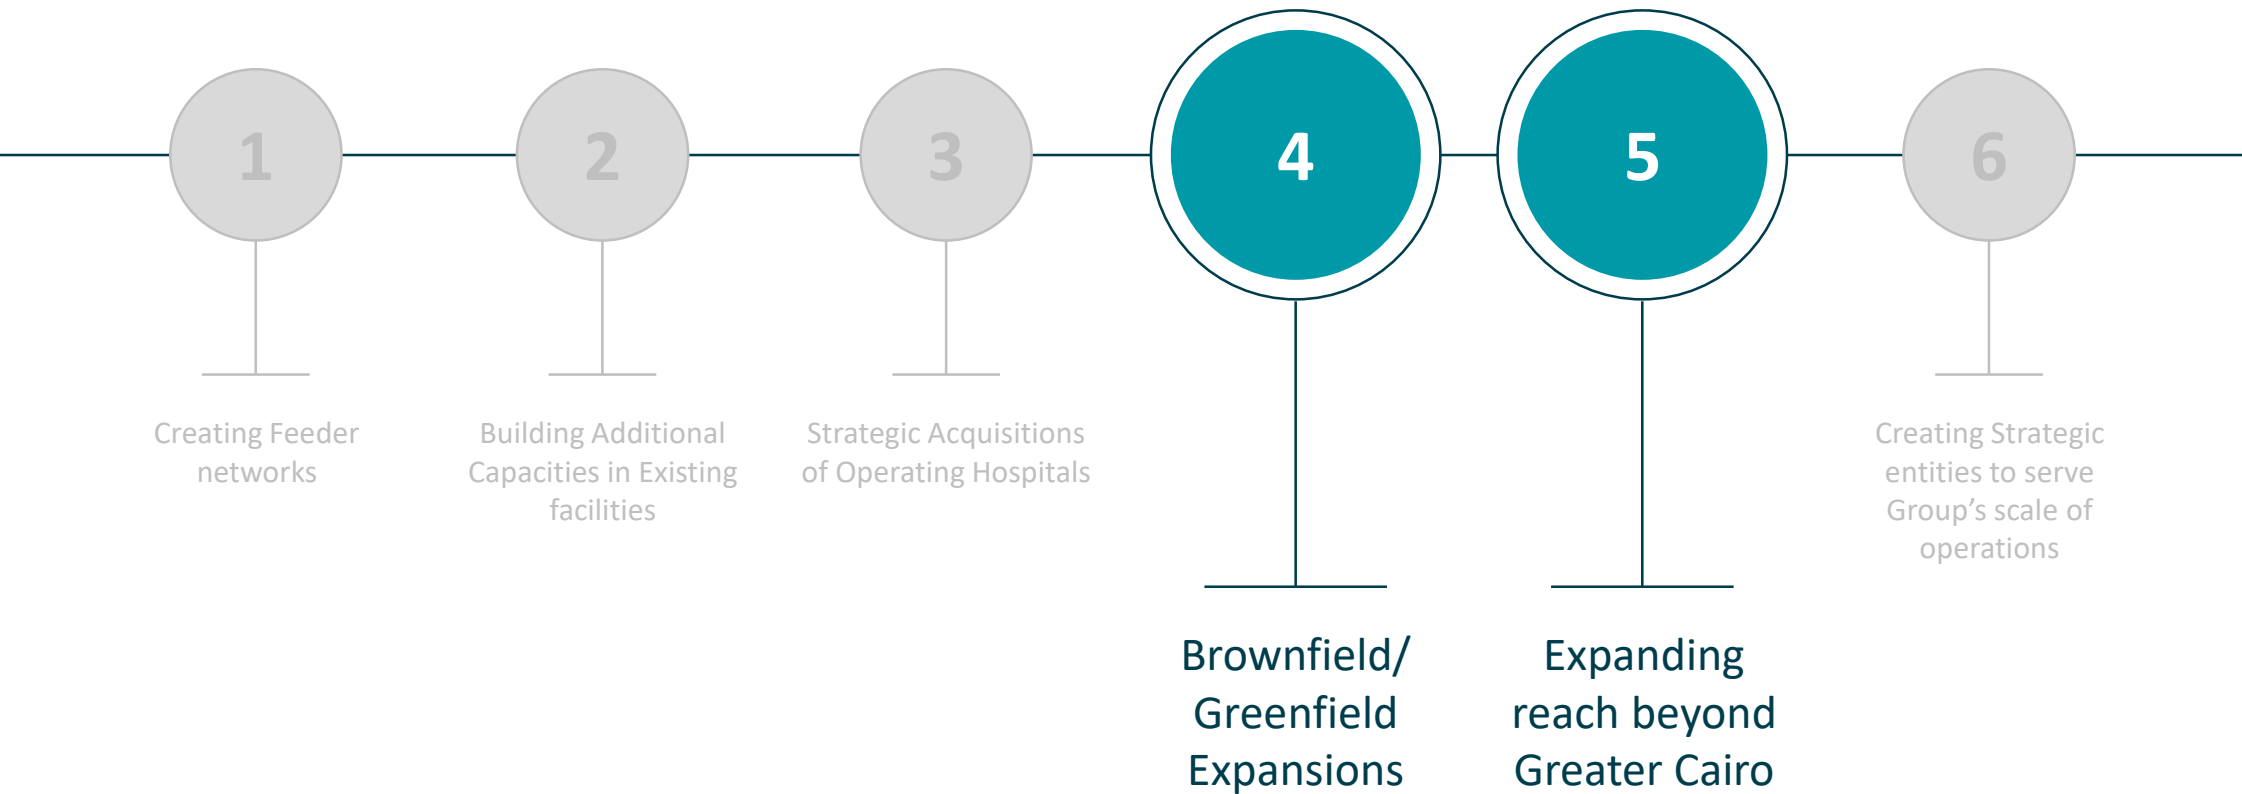 1
2
3
4
5
6
Creating Feeder
networks
Building Additional
Capacities in Existing
facilities
Strategic Acquisitions
of Operating Hospitals
Brownfield/
Greenfield
Expansions
Expanding
reach beyond
Greater Cairo
Creating Strategic
entities to serve
Group’s scale of
operations